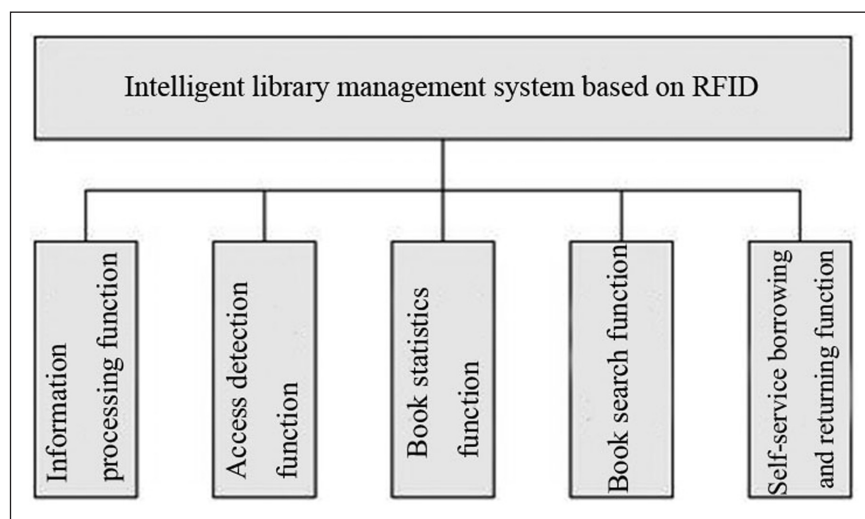 Intelligent library management system based on RFID
Information
processing function
Access detection
function
Book statistics
function
Book search function
Self-service borrowing
and returning function